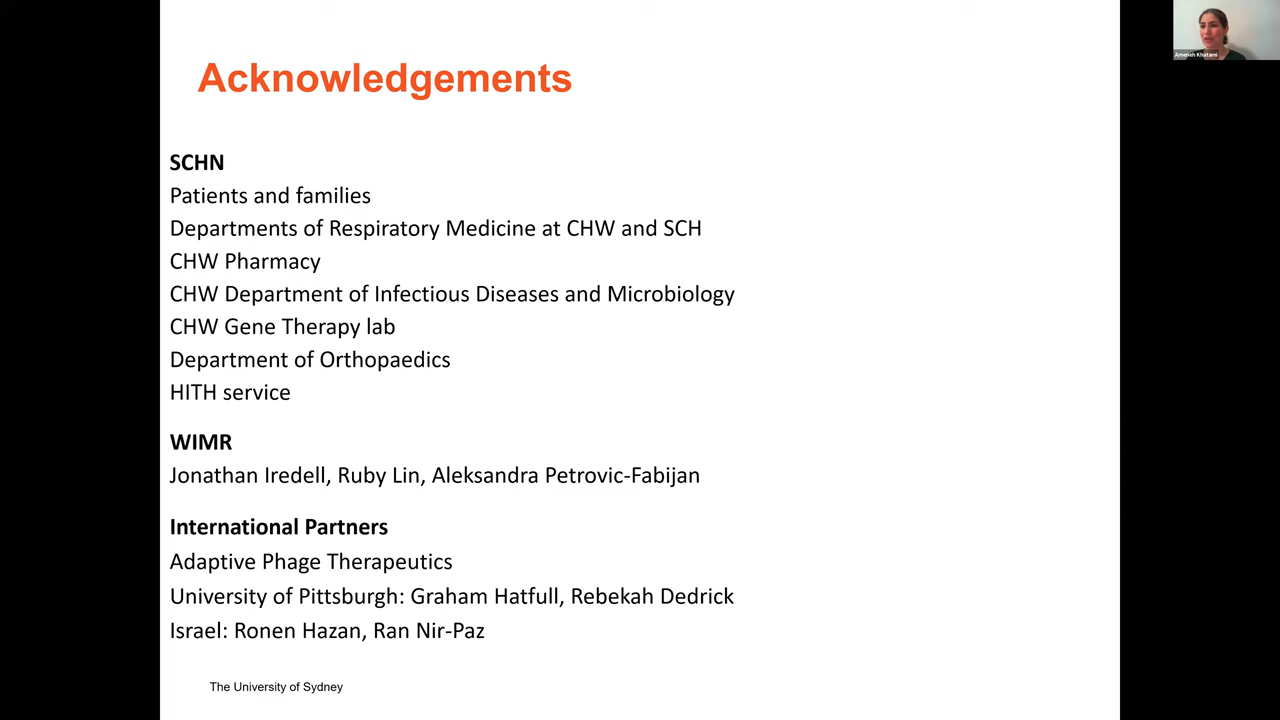 Acknowledgements
Ameneh Khatami
SCHN
Patients and families
Departments of Respiratory Medicine at CHW and SCH
CHW Pharmacy
CHW Department of Infectious Diseases and Microbiology
CHW Gene Therapy lab
Department of Orthopaedics
HITH service
WIMR
Jonathan Iredell, Ruby Lin, Aleksandra Petrovic-Fabijan
International Partners
Adaptive Phage Therapeutics
University of Pittsburgh: Graham Hatfull, Rebekah Dedrick
Israel: Ronen Hazan, Ran Nir-Paz
The University of Sydney